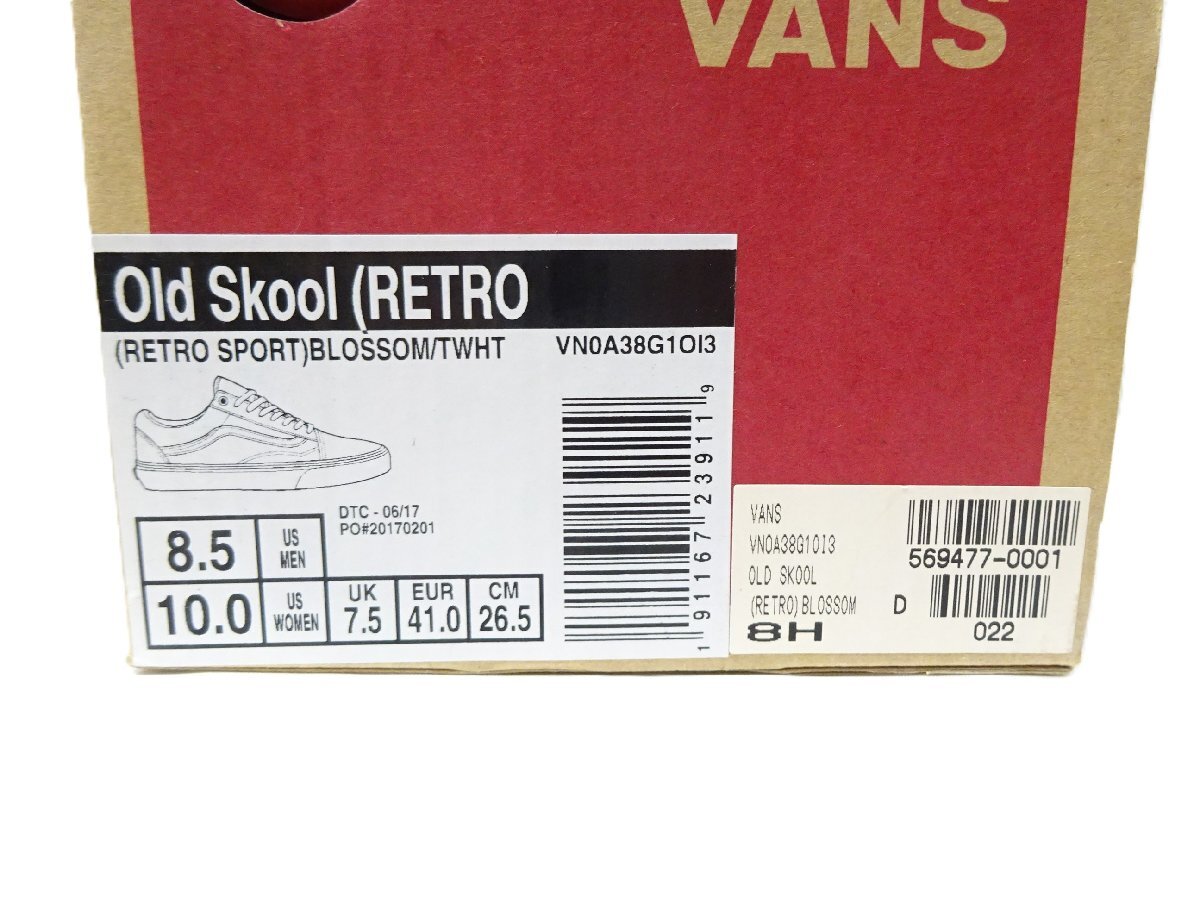 VANS
Old Skool (RETRO
(RETRO SPORT)BLOSSOM/TWHT VN0A38G1OI3
DTC - 06/17
PO#20170201
8.5 US MEN
10.0 US WOMEN
UK 7.5
EUR 41.0
CM 26.5
1 91167 23911 9
VANS
VN0A38G1OI3
OLD SKOOL
(RETRO)BLOSSOM
8H
569477-0001
D
022